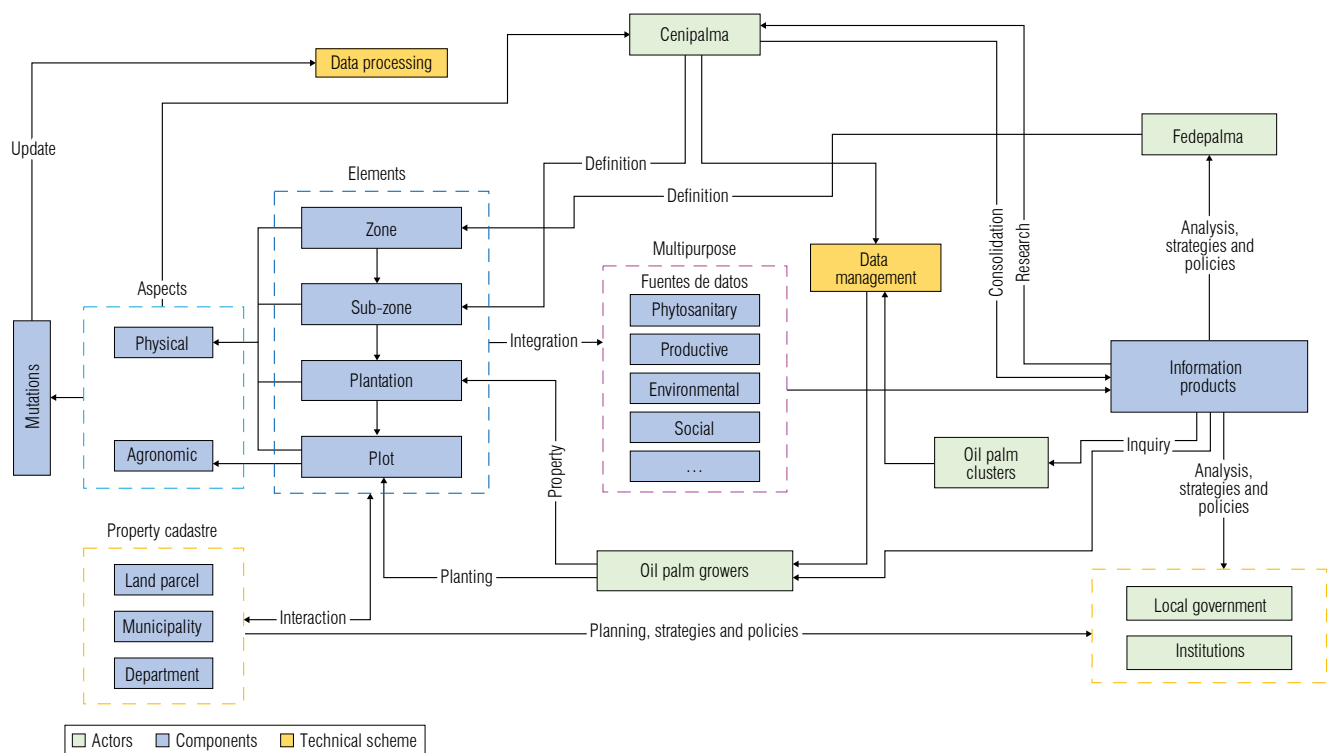 Cenipalma
Data processing
Fedepalma
Update
Definition
Elements
Definition
Zone
Consolidation
Research
Analysis,
strategies and
policies
Multipurpose
Data
management
Aspects
Fuentes de datos
Sub-zone
Phytosanitary
Physical
Integration
Productive
Mutations
Plantation
Environmental
Information
products
Social
Agronomic
Plot
Property
...
Oil palm
clusters
Inquiry
Analysis,
strategies and
policies
Property cadastre
Land parcel
Planting
Oil palm growers
Local government
Municipality
Interaction
Planning, strategies and policies
Institutions
Department
Actors
Components
Technical scheme